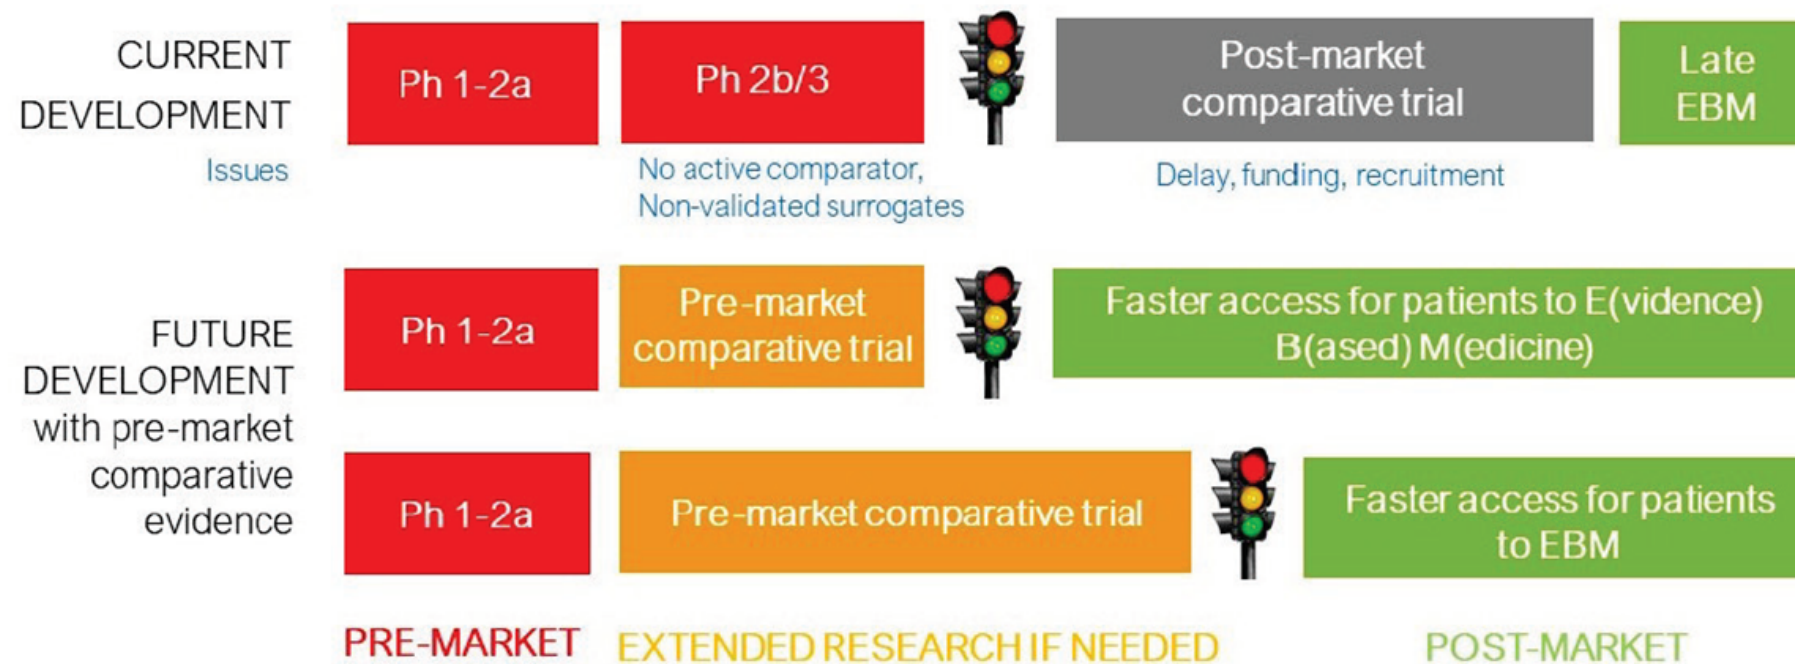 CURRENT
DEVELOPMENT
Issues
Ph 1-2a
Ph 2b/3
No active comparator,
Non-validated surrogates
Post-market
comparative trial
Delay, funding, recruitment
Late
EBM
FUTURE
DEVELOPMENT
with pre-market
comparative
evidence
Ph 1-2a
Pre-market
comparative trial
Faster access for patients to E(vidence)
B(ased) M(edicine)
Ph 1-2a
Pre-market comparative trial
Faster access for patients
to EBM
PRE-MARKET
EXTENDED RESEARCH IF NEEDED
POST-MARKET